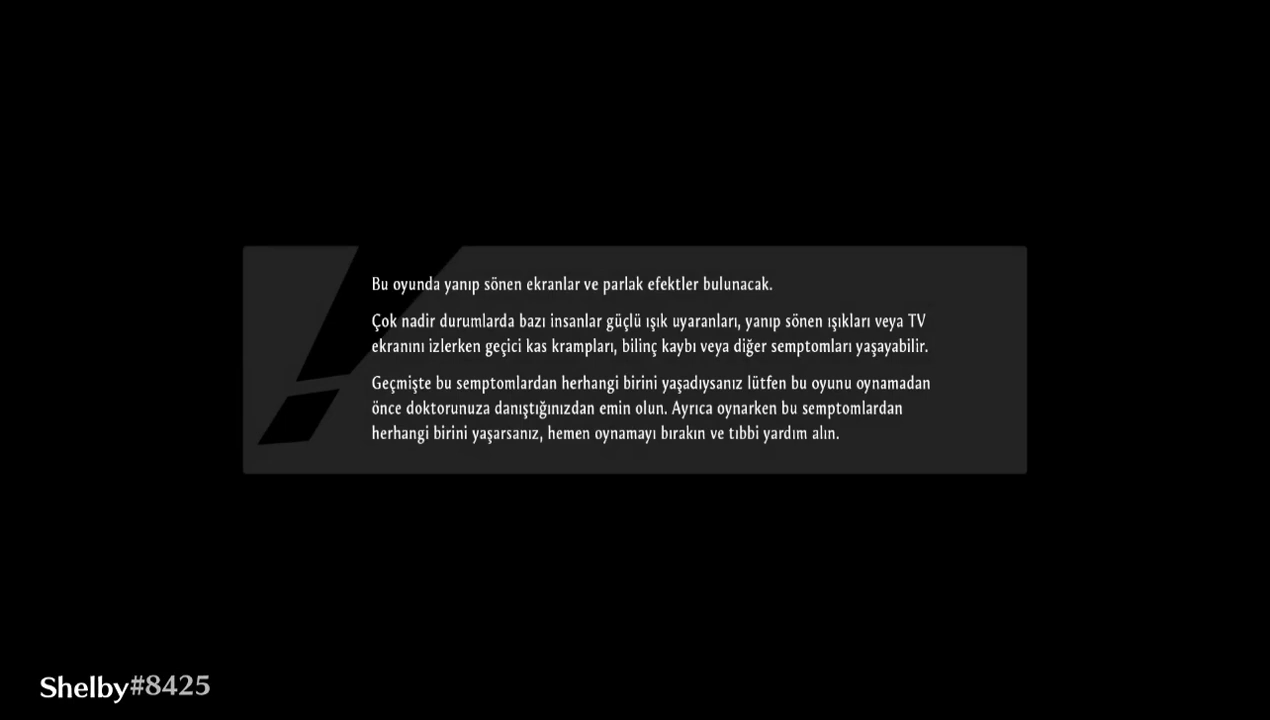 Bu oyunda yanıp sönen ekranlar ve parlak efektler bulunacak.
Çok nadir durumlarda bazı insanlar güçlü ışık uyaranları, yanıp sönen ışıkları veya TV
ekranını izlerken geçici kas krampları, bilinç kaybı veya diğer semptomları yaşayabilir.
Geçmişte bu semptomlardan herhangi birini yaşadıysanız lütfen bu oyunu oynamadan
önce doktorunuza danıştığınızdan emin olun. Ayrıca oynarken bu semptomlardan
herhangi birini yaşarsanız, hemen oynamayı bırakın ve tıbbi yardım alın.
Shelby#8425